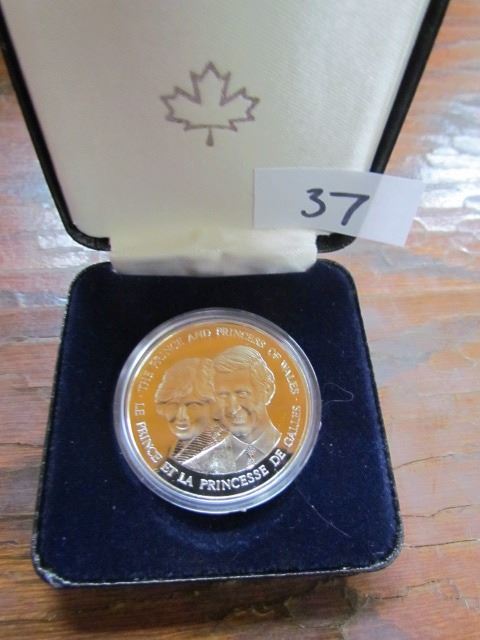 37
· THE PRINCE AND PRINCESS OF WALES ·
LE PRINCE ET LA PRINCESSE DE GALLES